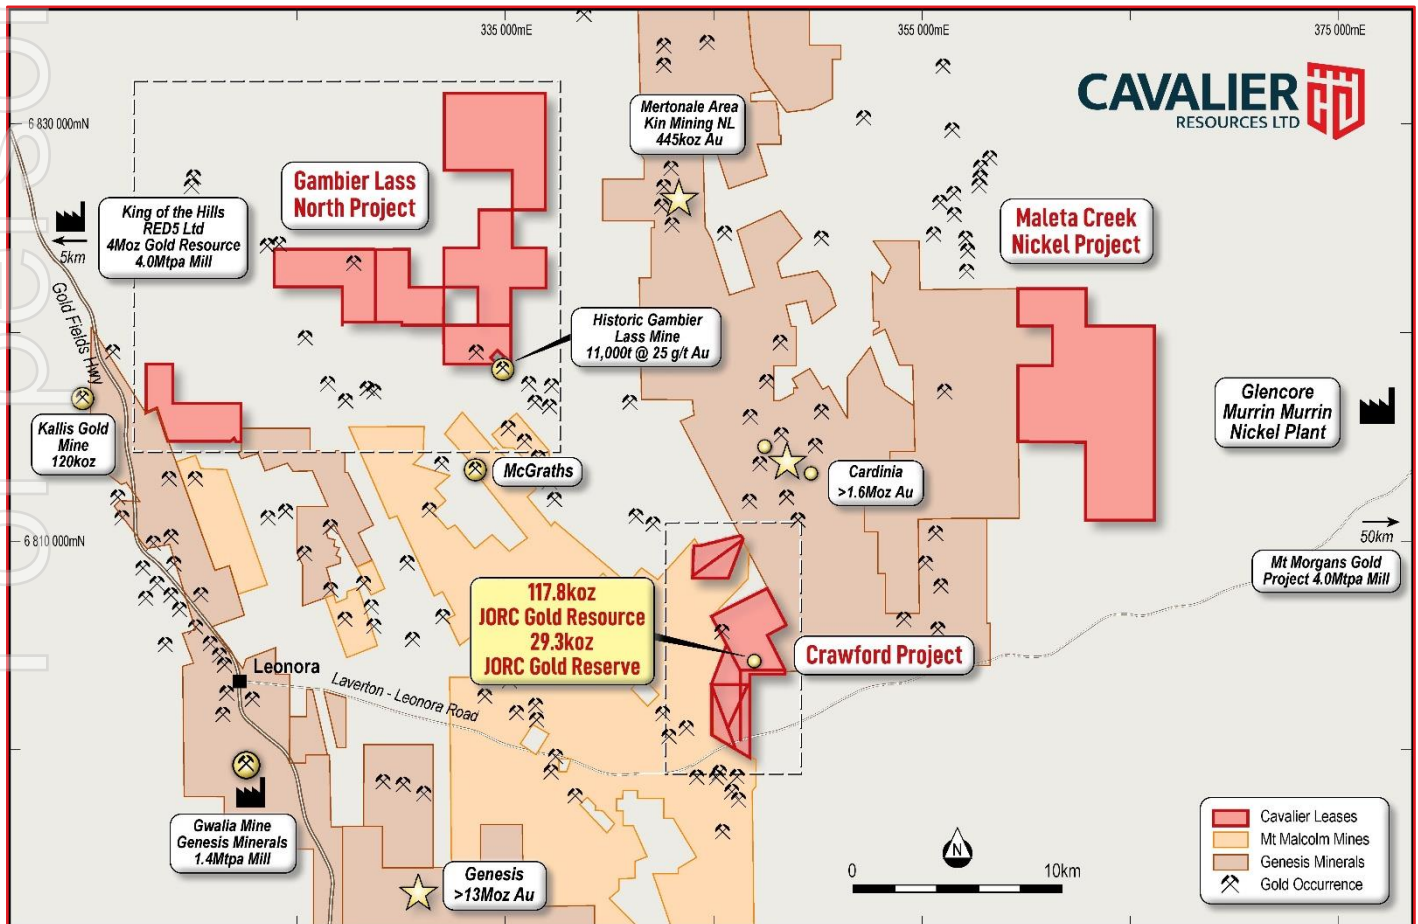 335 000mE
355 000mE
375 000mE
CAVALIER
RESOURCES LTD
6 830 000mN
Mertonale Area
Kin Mining NL
445koz Au
Gambier Lass
North Project
King of the Hills
RED5 Ltd
4Moz Gold Resource
4.0Mtpa Mill
5km
Maleta Creek
Nickel Project
Gold Fields Hwy
Historic Gambier
Lass Mine
11,000t @ 25 g/t Au
Kallis Gold
Mine
120koz
McGraths
Cardinia
>1.6Moz Au
Glencore
Murrin Murrin
Nickel Plant
6 810 000mN
50km
Mt Morgans Gold
Project 4.0Mtpa Mill
117.8koz
JORC Gold Resource
29.3koz
JORC Gold Reserve
Crawford Project
Leonora
Laverton - Leonora Road
Gwalia Mine
Genesis Minerals
1.4Mtpa Mill
Genesis
>13Moz Au
N
0
10km
Cavalier Leases
Mt Malcolm Mines
Genesis Minerals
Gold Occurrence